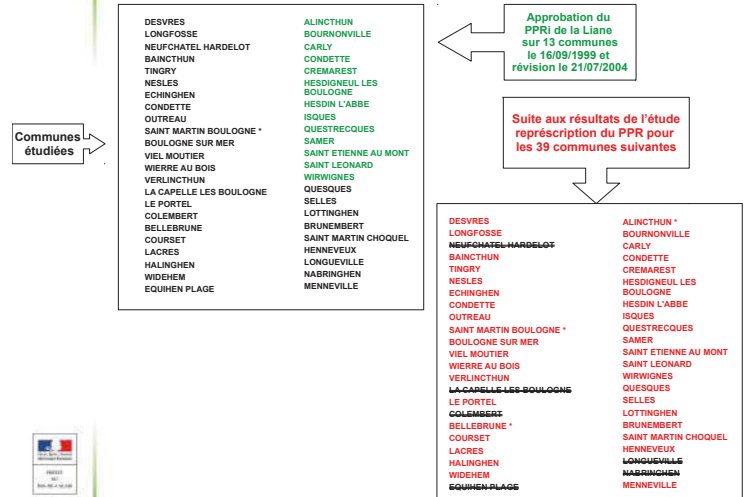 Communes
étudiées
DESVRES
LONGFOSSE
NEUFCHATEL HARDELOT
BAINCTHUN
TINGRY
NESLES
ECHINGHEN
CONDETTE
OUTREAU
SAINT MARTIN BOULOGNE *
BOULOGNE SUR MER
VIEL MOUTIER
WIERRE AU BOIS
VERLINCTHUN
LA CAPELLE LES BOULOGNE
LE PORTEL
COLEMBERT
BELLEBRUNE
COURSET
LACRES
HALINGHEN
WIDEHEM
EQUIHEN PLAGE
ALINCTHUN
BOURNONVILLE
CARLY
CONDETTE
CREMAREST
HESDIGNEUL LES
BOULOGNE
HESDIN L'ABBE
ISQUES
QUESTRECQUES
SAMER
SAINT ETIENNE AU MONT
SAINT LEONARD
WIRWIGNES
QUESQUES
SELLES
LOTTINGHEN
BRUNEMBERT
SAINT MARTIN CHOQUEL
HENNEVEUX
LONGUEVILLE
NABRINGHEN
MENNEVILLE
Approbation du
PPRi de la Liane
sur 13 communes
le 16/09/1999 et
révision le 21/07/2004
Suite aux résultats de l'étude
représcription du PPR pour
les 39 communes suivantes
DESVRES
LONGFOSSE
NEUFCHATEL HARDELOT
BAINCTHUN
TINGRY
NESLES
ECHINGHEN
CONDETTE
OUTREAU
SAINT MARTIN BOULOGNE *
BOULOGNE SUR MER
VIEL MOUTIER
WIERRE AU BOIS
VERLINCTHUN
LA CAPELLE LES BOULOGNE
LE PORTEL
COLEMBERT
BELLEBRUNE *
COURSET
LACRES
HALINGHEN
WIDEHEM
EQUIHEN PLAGE
ALINCTHUN *
BOURNONVILLE
CARLY
CONDETTE
CREMAREST
HESDIGNEUL LES
BOULOGNE
HESDIN L'ABBE
ISQUES
QUESTRECQUES
SAMER
SAINT ETIENNE AU MONT
SAINT LEONARD
WIRWIGNES
QUESQUES
SELLES
LOTTINGHEN
BRUNEMBERT
SAINT MARTIN CHOQUEL
HENNEVEUX
LONGUEVILLE
NABRINGHEN
MENNEVILLE